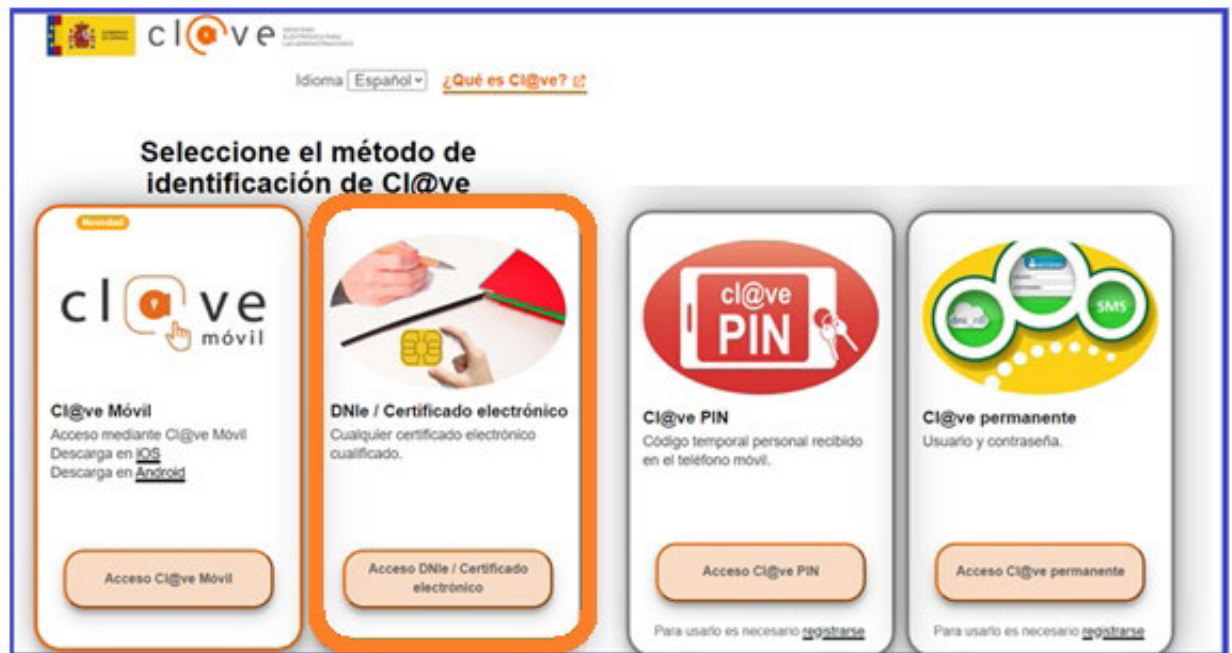 cl@ve
Idioma Español ¿Qué es Cl@ve?
Seleccione el método de
identificación de Cl@ve
Novedad
cl@ve
móvil
Cl@ve Móvil
Acceso mediante Cl@ve Móvil
Descarga en iOS
Descarga en Android
Acceso Cl@ve Móvil
DNIe / Certificado electrónico
Cualquier certificado electrónico
cualificado.
Acceso DNIe / Certificado
electrónico
cl@ve
PIN
Cl@ve PIN
Código temporal personal recibido
en el teléfono móvil.
Acceso Cl@ve PIN
Para usarlo es necesario registrarse
SMS
Cl@ve permanente
Usuario y contraseña.
Acceso Cl@ve permanente
Para usarlo es necesario registrarse